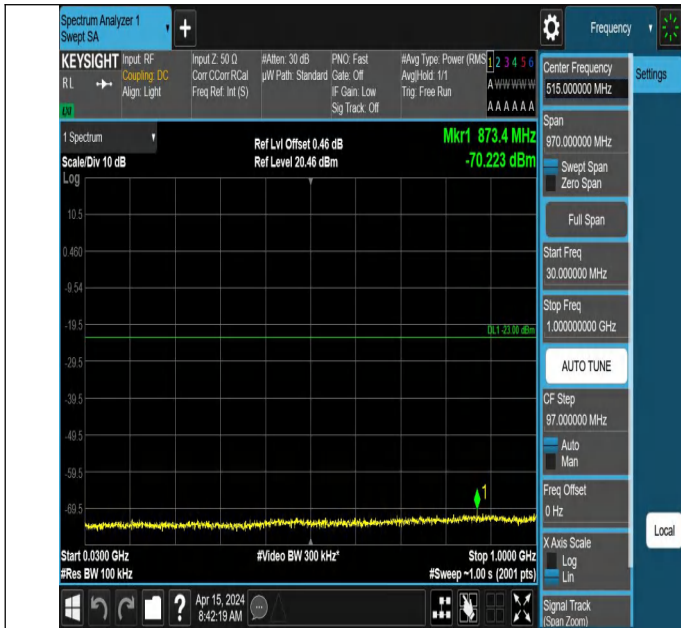 Spectrum Analyzer 1
Swept SA
+
Frequency
KEYSIGHT
RL
Input: RF
Coupling: DC
Align: Light
Input Z: 50 Ω
Corr CCorr RCal
Freq Ref: Int (S)
#Atten: 30 dB
µW Path: Standard
PNO: Fast
Gate: Off
IF Gain: Low
Sig Track: Off
#Avg Type: Power (RMS
Avg|Hold: 1/1
Trig: Free Run
1 2 3 4 5 6
A W W W W W
A A A A A A
Center Frequency
515.000000 MHz
Settings
Span
970.000000 MHz
Swept Span
Zero Span
Full Span
Start Freq
30.000000 MHz
Stop Freq
1.000000000 GHz
AUTO TUNE
CF Step
97.000000 MHz
Auto
Man
Freq Offset
0 Hz
X Axis Scale
Log
Lin
Local
Signal Track
(Span Zoom)
1 Spectrum
Scale/Div 10 dB
Log
Ref Lvl Offset 0.46 dB
Ref Level 20.46 dBm
Mkr1 873.4 MHz
-70.223 dBm
10.5
0.460
-9.54
-19.5
DL1 -23.00 dBm
-29.5
-39.5
-49.5
-59.5
-69.5
1
Start 0.0300 GHz
#Res BW 100 kHz
#Video BW 300 kHz*
Stop 1.0000 GHz
#Sweep ~1.00 s (2001 pts)
?
Apr 15, 2024
8:42:19 AM